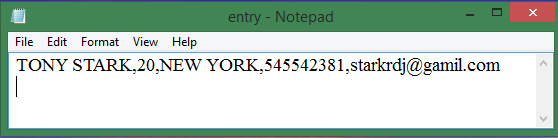 entry - Notepad
File Edit Format View Help
TONY STARK,20,NEW YORK,545542381,starkrdj@gamil.com